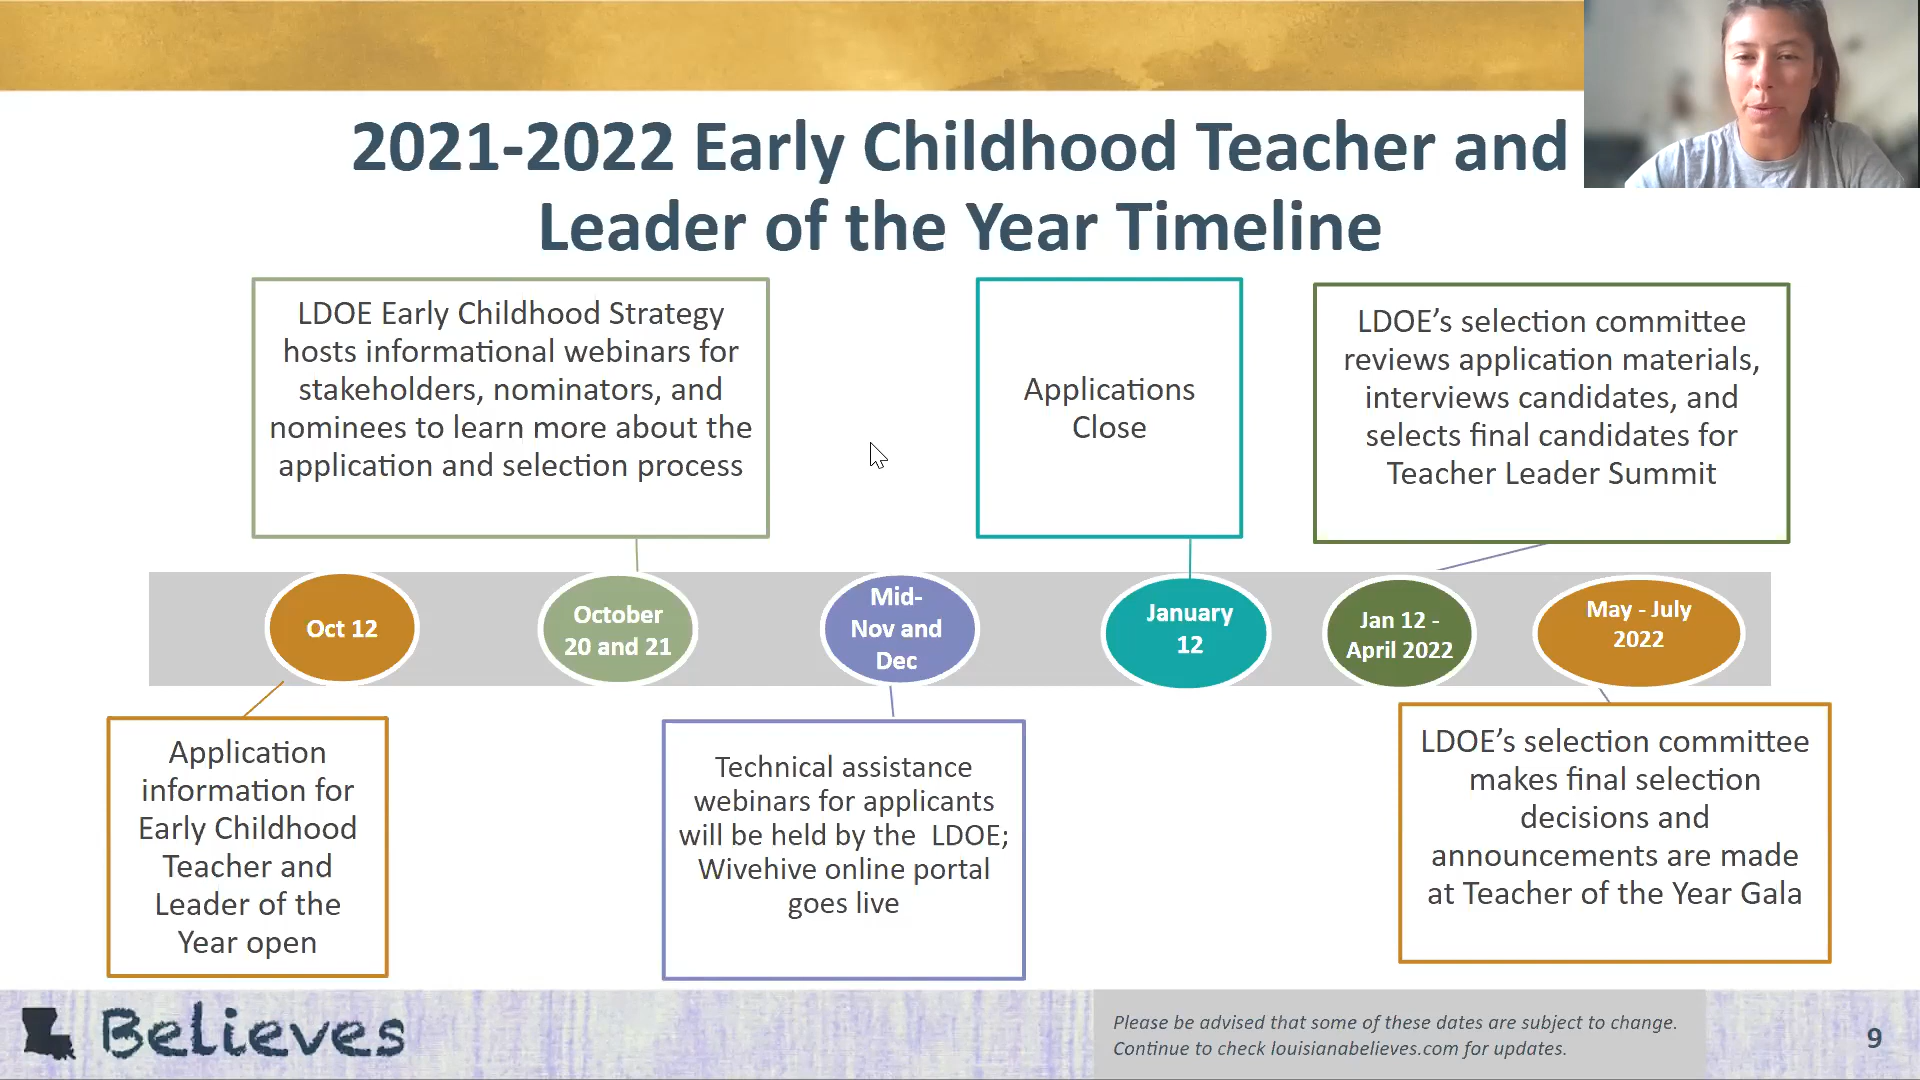 2021-2022 Early Childhood Teacher and
Leader of the Year Timeline
LDOE Early Childhood Strategy
hosts informational webinars for
stakeholders, nominators, and
nominees to learn more about the
application and selection process
Applications
Close
LDOE’s selection committee
reviews application materials,
interviews candidates, and
selects final candidates for
Teacher Leader Summit
Oct 12
October
20 and 21
Mid-
Nov and
Dec
January
12
Jan 12 -
April 2022
May - July
2022
Application
information for
Early Childhood
Teacher and
Leader of the
Year open
Technical assistance
webinars for applicants
will be held by the LDOE;
Wivehive online portal
goes live
LDOE’s selection committee
makes final selection
decisions and
announcements are made
at Teacher of the Year Gala
Believes
Please be advised that some of these dates are subject to change.
Continue to check louisianabelieves.com for updates.
9